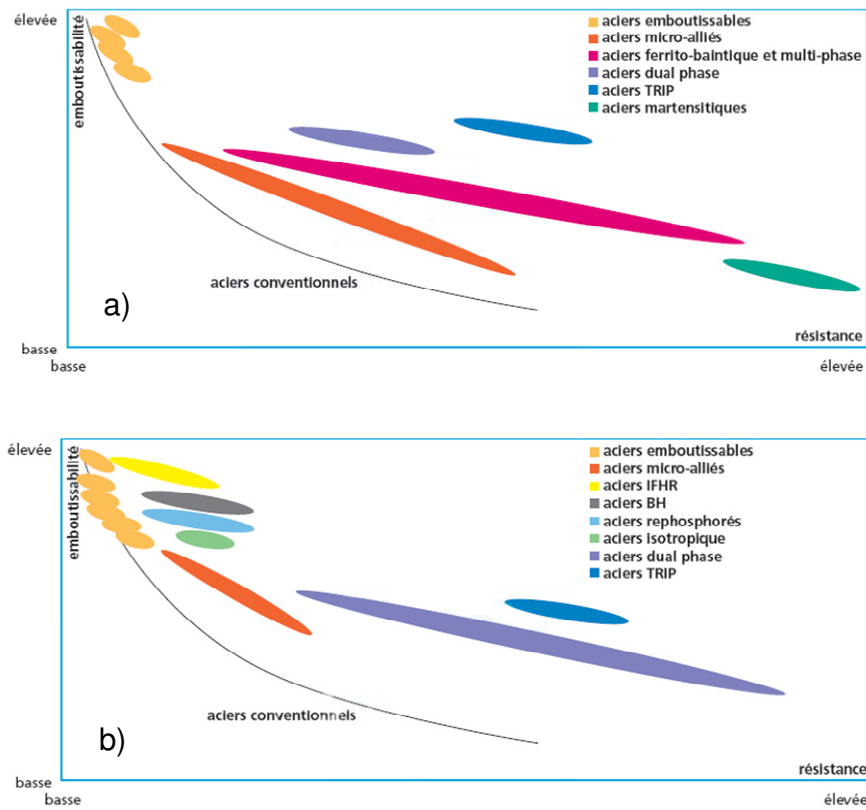 élevée
emboutissabilité
aciers emboutissables
aciers micro-alliés
aciers ferrito-baintique et multi-phase
aciers dual phase
aciers TRIP
aciers martensitiques
aciers conventionnels
a)
résistance
basse
basse
élevée
élevée
emboutissabilité
aciers emboutissables
aciers micro-alliés
aciers IFHR
aciers BH
aciers rephosphorés
aciers isotropique
aciers dual phase
aciers TRIP
aciers conventionnels
b)
résistance
basse
basse
élevée